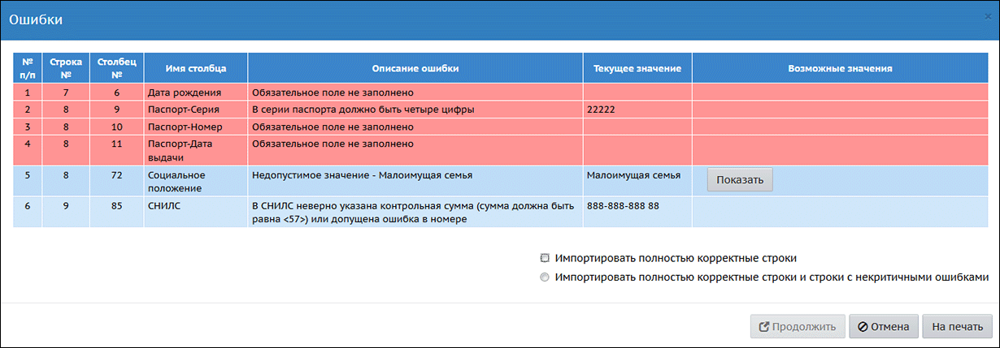 Ошибки
×
№ п/п Строка № Столбец № Имя столбца Описание ошибки Текущее значение Возможные значения
1 7 6 Дата рождения Обязательное поле не заполнено
2 8 9 Паспорт-Серия В серии паспорта должно быть четыре цифры 22222
3 8 10 Паспорт-Номер Обязательное поле не заполнено
4 8 11 Паспорт-Дата Обязательное поле не заполнено
выдачи
5 8 72 Социальное Недопустимое значение - Малоимущая семья Малоимущая семья Показать
положение
6 9 85 СНИЛС В СНИЛС неверно указана контрольная сумма (сумма должна быть 888-888-888 88
равна <57>) или допущена ошибка в номере
Импортировать полностью корректные строки
Импортировать полностью корректные строки и строки с некритичными ошибками
Продолжить Отмена На печать